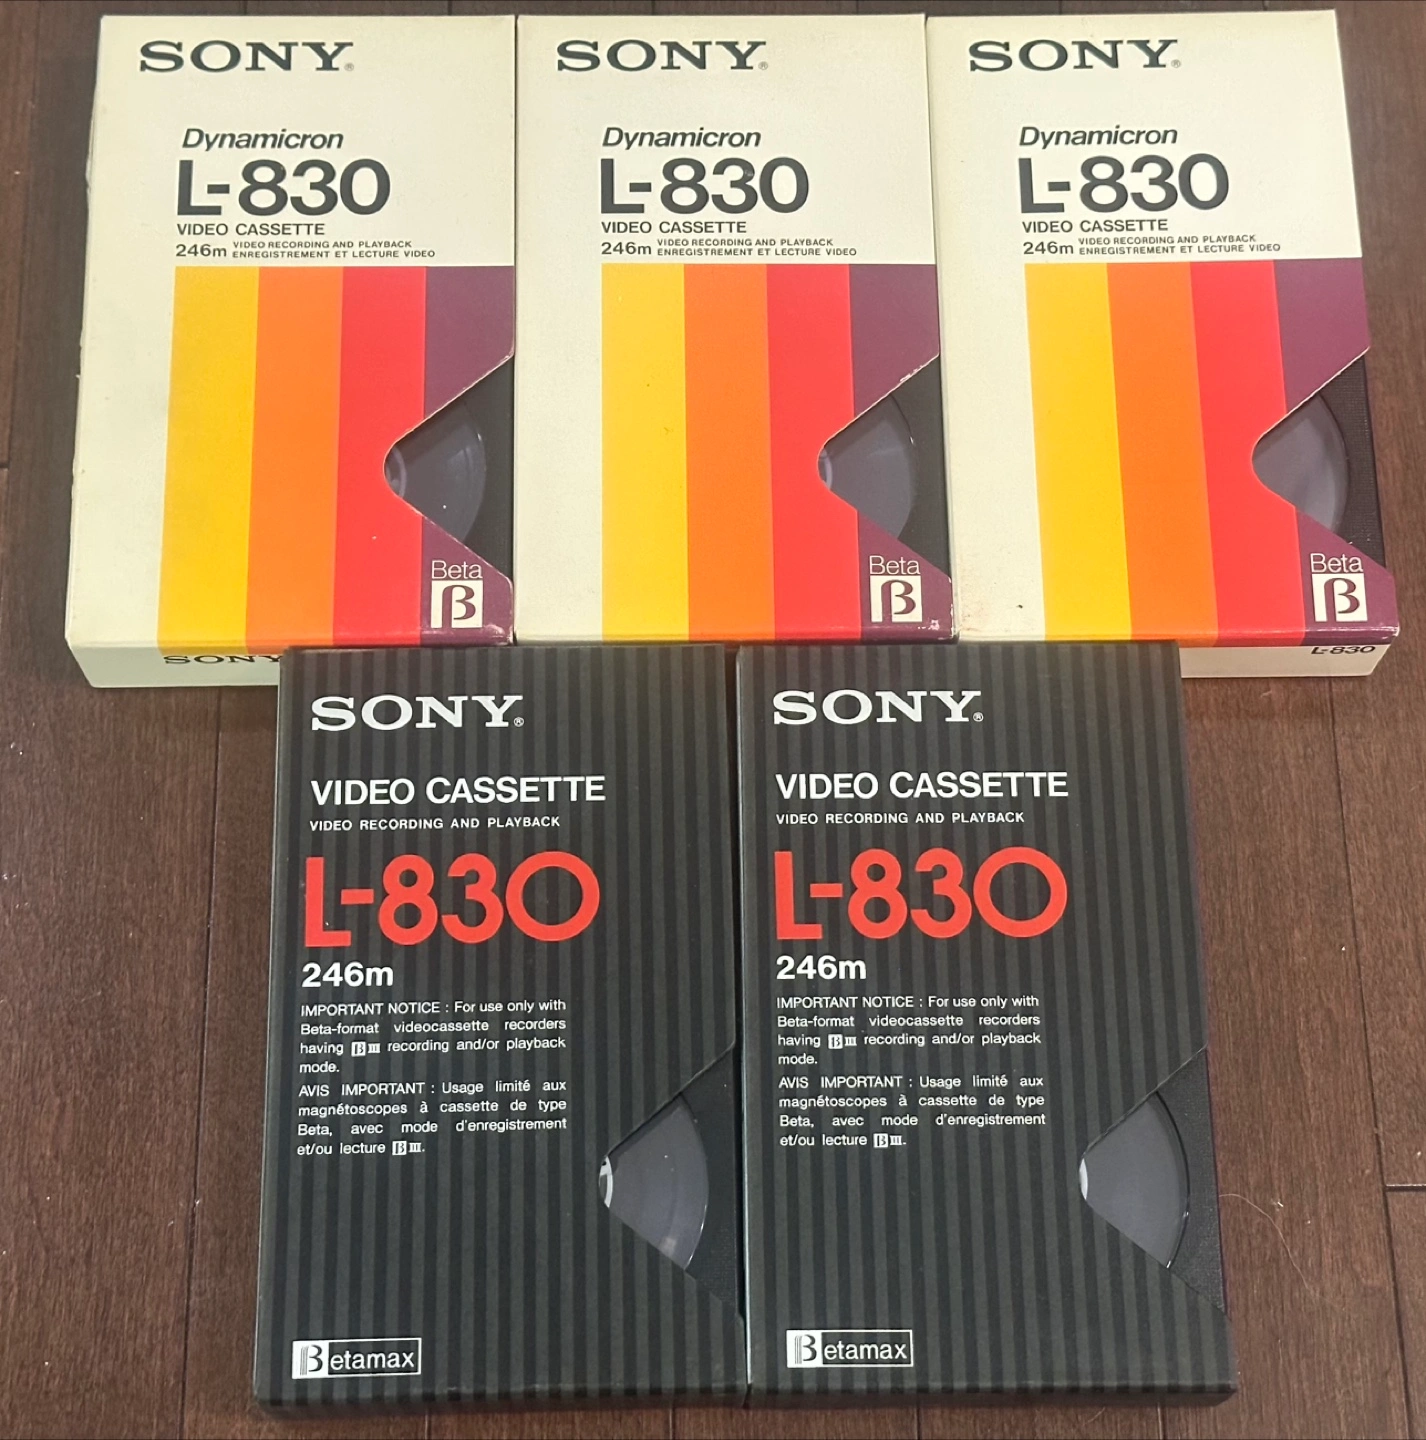 SONY®
Dynamicron
L-830
VIDEO CASSETTE
246m VIDEO RECORDING AND PLAYBACK
ENREGISTREMENT ET LECTURE VIDEO
Beta
β
SONY
SONY®
Dynamicron
L-830
VIDEO CASSETTE
246m VIDEO RECORDING AND PLAYBACK
ENREGISTREMENT ET LECTURE VIDEO
Beta
β
SONY®
Dynamicron
L-830
VIDEO CASSETTE
246m VIDEO RECORDING AND PLAYBACK
ENREGISTREMENT ET LECTURE VIDEO
Beta
β
L-830
SONY®
VIDEO CASSETTE
VIDEO RECORDING AND PLAYBACK
L-830
246m
IMPORTANT NOTICE : For use only with
Beta-format videocassette recorders
having β III recording and/or playback
mode.
AVIS IMPORTANT : Usage limité aux
magnétoscopes à cassette de type
Beta, avec mode d'enregistrement
et/ou lecture β III.
Betamax
SONY®
VIDEO CASSETTE
VIDEO RECORDING AND PLAYBACK
L-830
246m
IMPORTANT NOTICE : For use only with
Beta-format videocassette recorders
having β III recording and/or playback
mode.
AVIS IMPORTANT : Usage limité aux
magnétoscopes à cassette de type
Beta, avec mode d'enregistrement
et/ou lecture β III.
Betamax